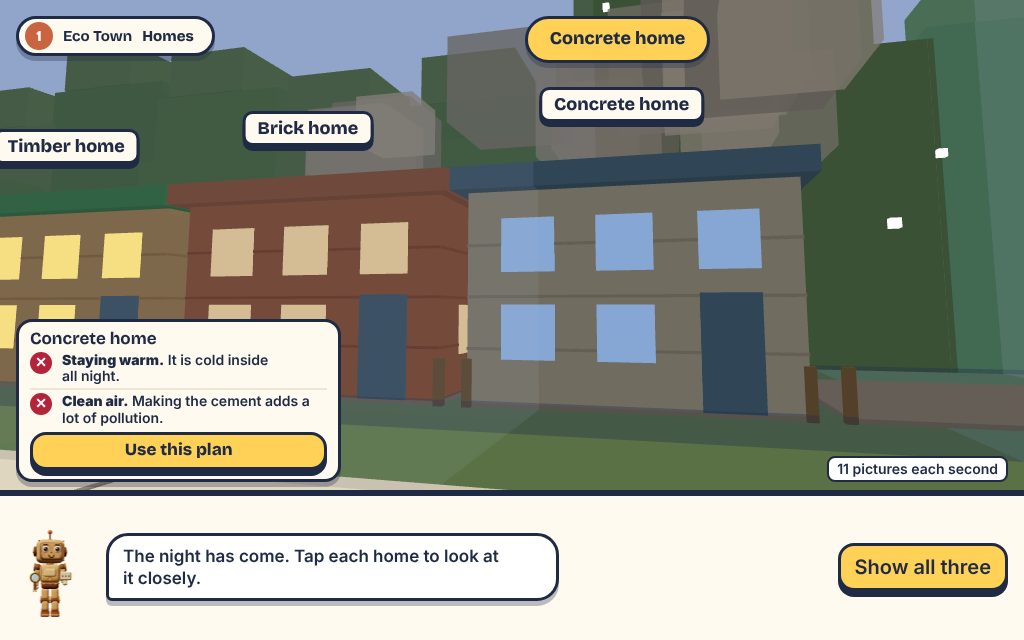 1 Eco Town Homes
Concrete home
Concrete home
Brick home
Timber home
Concrete home
Staying warm. It is cold inside
all night.
Clean air. Making the cement adds a
lot of pollution.
Use this plan
11 pictures each second
The night has come. Tap each home to look at
it closely.
Show all three